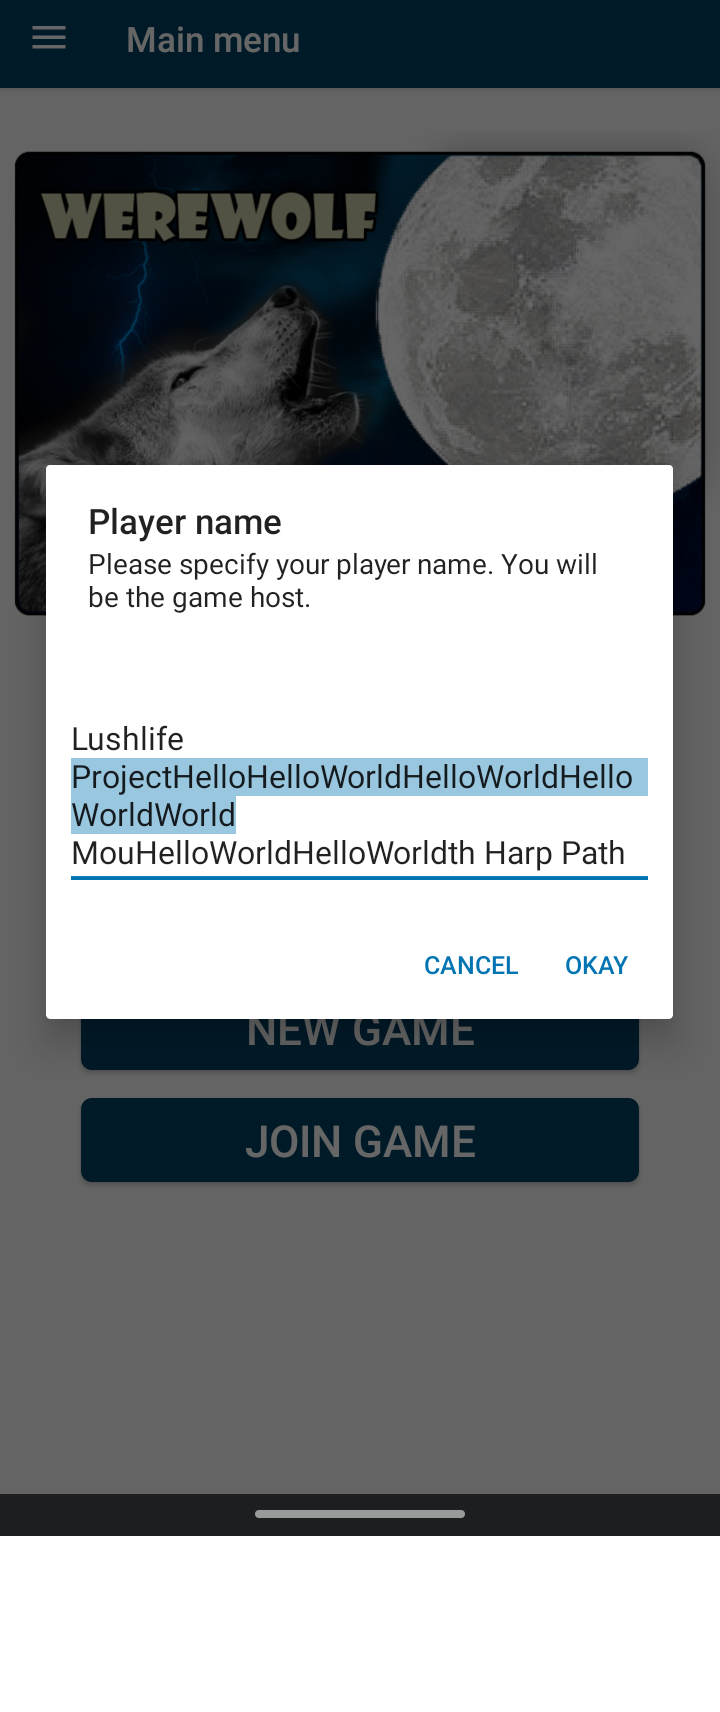 Main menu
WEREWOLF
Player name
Please specify your player name. You will
be the game host.
Lushlife
ProjectHelloHelloWorldHelloWorldHello
WorldWorld
MouHelloWorldHelloWorldth Harp Path
CANCEL OKAY
NEW GAME
JOIN GAME